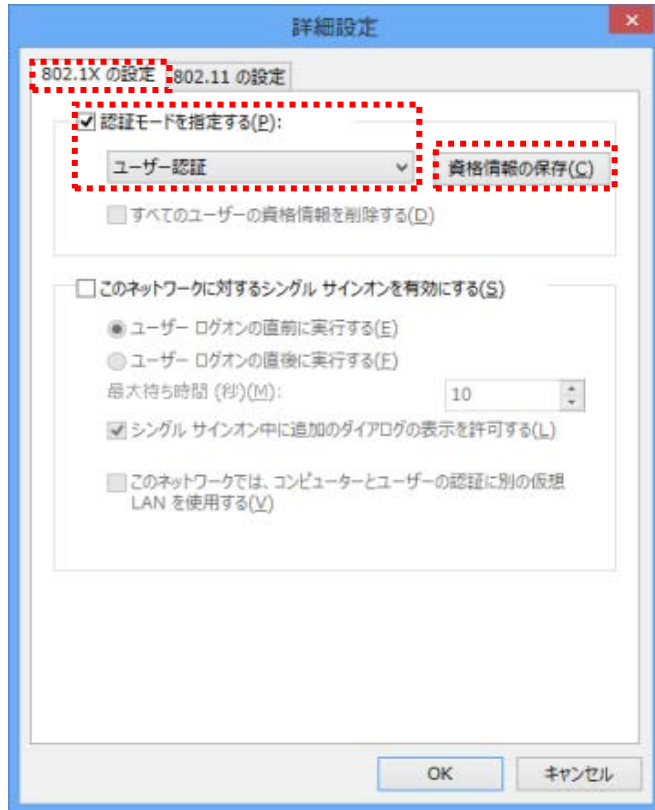 詳細設定
802.1X の設定 802.11 の設定
認証モードを指定する(P):
ユーザー認証 資格情報の保存(C)
すべてのユーザーの資格情報を削除する(D)
このネットワークに対するシングル サインオンを有効にする(S)
ユーザー ログオンの直前に実行する(E)
ユーザー ログオンの直後に実行する(F)
最大待ち時間 (秒)(M): 10
シングル サインオン中に追加のダイアログの表示を許可する(L)
このネットワークでは、コンピューターとユーザーの認証に別の仮想
LAN を使用する(V)
OK キャンセル